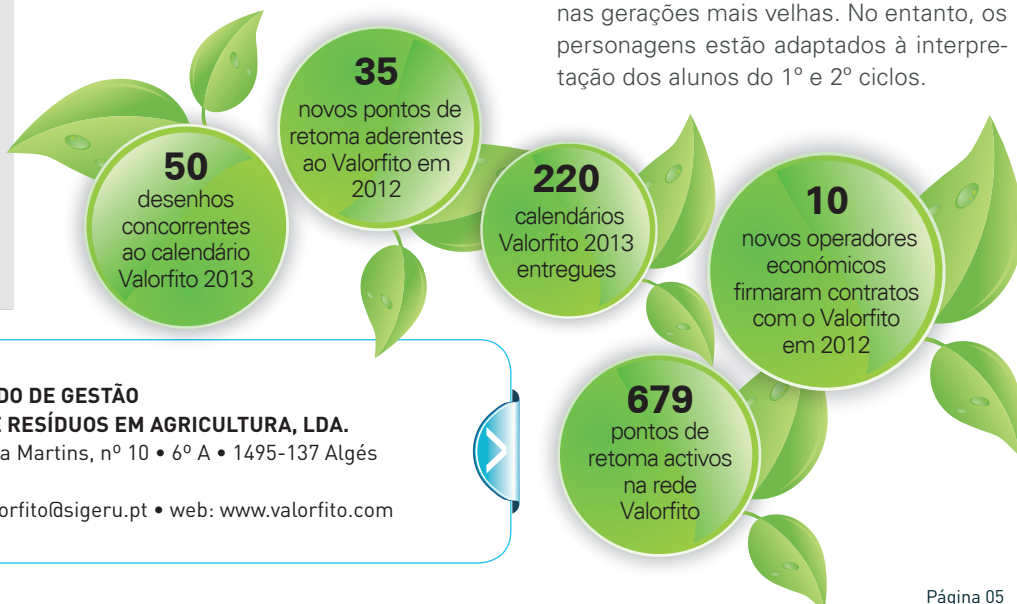 nas gerações mais velhas. No entanto, os
personagens estão adaptados à interpre-
tação dos alunos do 1º e 2º ciclos.
35
novos pontos de
retoma aderentes
ao Valorfito em
2012
50
desenhos
concorrentes
ao calendário
Valorfito 2013
220
calendários
Valorfito 2013
entregues
10
novos operadores
económicos
firmaram contratos
com o Valorfito
em 2012
679
pontos de
retoma activos
na rede
Valorfito
DO DE GESTÃO
RESÍDUOS EM AGRICULTURA, LDA.
a Martins, nº 10 • 6º A • 1495-137 Algés
orfito@sigeru.pt • web: www.valorfito.com
Página 05